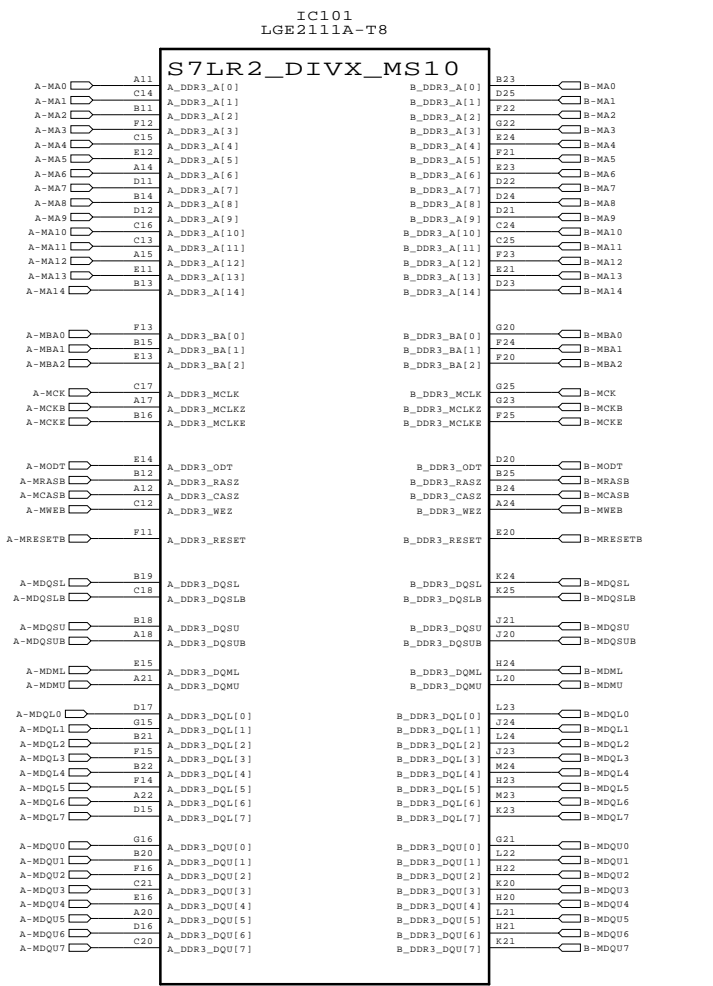 IC101
LGE2111A-T8
S7LR2_DIVX_MS10
A-MA0 A11 A_DDR3_A[0] B_DDR3_A[0] B23 B-MA0
A-MA1 C14 A_DDR3_A[1] B_DDR3_A[1] D25 B-MA1
A-MA2 B11 A_DDR3_A[2] B_DDR3_A[2] F22 B-MA2
A-MA3 F12 A_DDR3_A[3] B_DDR3_A[3] G22 B-MA3
A-MA4 C15 A_DDR3_A[4] B_DDR3_A[4] E24 B-MA4
A-MA5 E12 A_DDR3_A[5] B_DDR3_A[5] F21 B-MA5
A-MA6 A14 A_DDR3_A[6] B_DDR3_A[6] E23 B-MA6
A-MA7 D11 A_DDR3_A[7] B_DDR3_A[7] D22 B-MA7
A-MA8 B14 A_DDR3_A[8] B_DDR3_A[8] D24 B-MA8
A-MA9 D12 A_DDR3_A[9] B_DDR3_A[9] D21 B-MA9
A-MA10 C16 A_DDR3_A[10] B_DDR3_A[10] C24 B-MA10
A-MA11 C13 A_DDR3_A[11] B_DDR3_A[11] C25 B-MA11
A-MA12 A15 A_DDR3_A[12] B_DDR3_A[12] F23 B-MA12
A-MA13 E11 A_DDR3_A[13] B_DDR3_A[13] E21 B-MA13
A-MA14 B13 A_DDR3_A[14] B_DDR3_A[14] D23 B-MA14
A-MBA0 F13 A_DDR3_BA[0] B_DDR3_BA[0] G20 B-MBA0
A-MBA1 B15 A_DDR3_BA[1] B_DDR3_BA[1] F24 B-MBA1
A-MBA2 E13 A_DDR3_BA[2] B_DDR3_BA[2] F20 B-MBA2
A-MCK C17 A_DDR3_MCLK B_DDR3_MCLK G25 B-MCK
A-MCKB A17 A_DDR3_MCLKZ B_DDR3_MCLKZ G23 B-MCKB
A-MCKE B16 A_DDR3_MCLKE B_DDR3_MCLKE F25 B-MCKE
A-MODT E14 A_DDR3_ODT B_DDR3_ODT D20 B-MODT
A-MRASB B12 A_DDR3_RASZ B_DDR3_RASZ B25 B-MRASB
A-MCASB A12 A_DDR3_CASZ B_DDR3_CASZ B24 B-MCASB
A-MWEB C12 A_DDR3_WEZ B_DDR3_WEZ A24 B-MWEB
A-MRESETB F11 A_DDR3_RESET B_DDR3_RESET E20 B-MRESETB
A-MDQSL B19 A_DDR3_DQSL B_DDR3_DQSL K24 B-MDQSL
A-MDQSLB C18 A_DDR3_DQSLB B_DDR3_DQSLB K25 B-MDQSLB
A-MDQSU B18 A_DDR3_DQSU B_DDR3_DQSU J21 B-MDQSU
A-MDQSUB A18 A_DDR3_DQSUB B_DDR3_DQSUB J20 B-MDQSUB
A-MDML E15 A_DDR3_DQML B_DDR3_DQML H24 B-MDML
A-MDMU A21 A_DDR3_DQMU B_DDR3_DQMU L20 B-MDMU
A-MDQL0 D17 A_DDR3_DQL[0] B_DDR3_DQL[0] L23 B-MDQL0
A-MDQL1 G15 A_DDR3_DQL[1] B_DDR3_DQL[1] J24 B-MDQL1
A-MDQL2 B21 A_DDR3_DQL[2] B_DDR3_DQL[2] L24 B-MDQL2
A-MDQL3 F15 A_DDR3_DQL[3] B_DDR3_DQL[3] J23 B-MDQL3
A-MDQL4 B22 A_DDR3_DQL[4] B_DDR3_DQL[4] M24 B-MDQL4
A-MDQL5 F14 A_DDR3_DQL[5] B_DDR3_DQL[5] H23 B-MDQL5
A-MDQL6 A22 A_DDR3_DQL[6] B_DDR3_DQL[6] M23 B-MDQL6
A-MDQL7 D15 A_DDR3_DQL[7] B_DDR3_DQL[7] K23 B-MDQL7
A-MDQU0 G16 A_DDR3_DQU[0] B_DDR3_DQU[0] G21 B-MDQU0
A-MDQU1 B20 A_DDR3_DQU[1] B_DDR3_DQU[1] L22 B-MDQU1
A-MDQU2 F16 A_DDR3_DQU[2] B_DDR3_DQU[2] H22 B-MDQU2
A-MDQU3 C21 A_DDR3_DQU[3] B_DDR3_DQU[3] K20 B-MDQU3
A-MDQU4 E16 A_DDR3_DQU[4] B_DDR3_DQU[4] H20 B-MDQU4
A-MDQU5 A20 A_DDR3_DQU[5] B_DDR3_DQU[5] L21 B-MDQU5
A-MDQU6 D16 A_DDR3_DQU[6] B_DDR3_DQU[6] H21 B-MDQU6
A-MDQU7 C20 A_DDR3_DQU[7] B_DDR3_DQU[7] K21 B-MDQU7